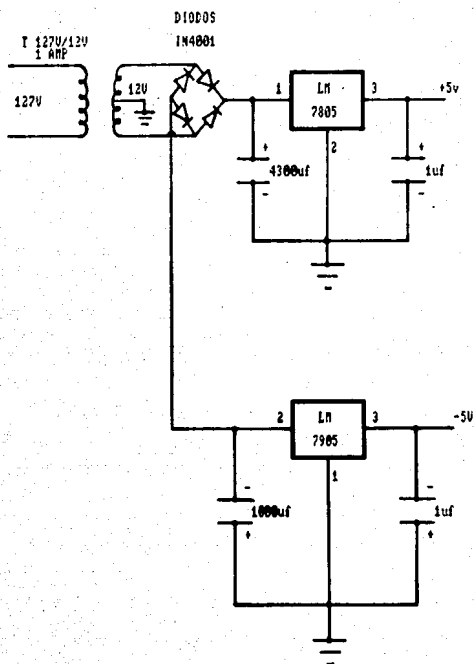 DIODOS
IN4001
T 127V/12V
1 AMP
127V
12V
1
LM
7805
3
+5v
2
+
4300uf
-
+
1uf
-
2
LM
7905
3
-5V
1
-
1000uf
+
-
1uf
+